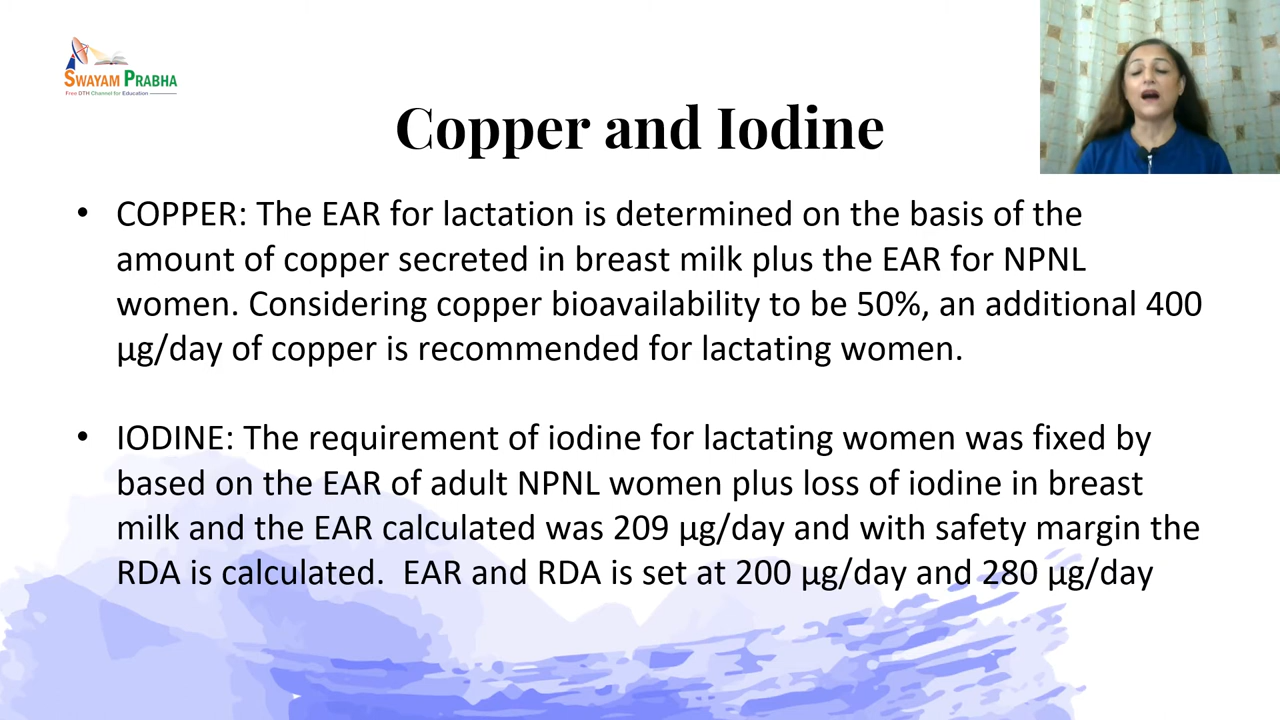 SWAYAM PRABHA
Free DTH Channel for Education
Copper and Iodine
• COPPER: The EAR for lactation is determined on the basis of the
amount of copper secreted in breast milk plus the EAR for NPNL
women. Considering copper bioavailability to be 50%, an additional 400
µg/day of copper is recommended for lactating women.
• IODINE: The requirement of iodine for lactating women was fixed by
based on the EAR of adult NPNL women plus loss of iodine in breast
milk and the EAR calculated was 209 µg/day and with safety margin the
RDA is calculated.  EAR and RDA is set at 200 µg/day and 280 µg/day